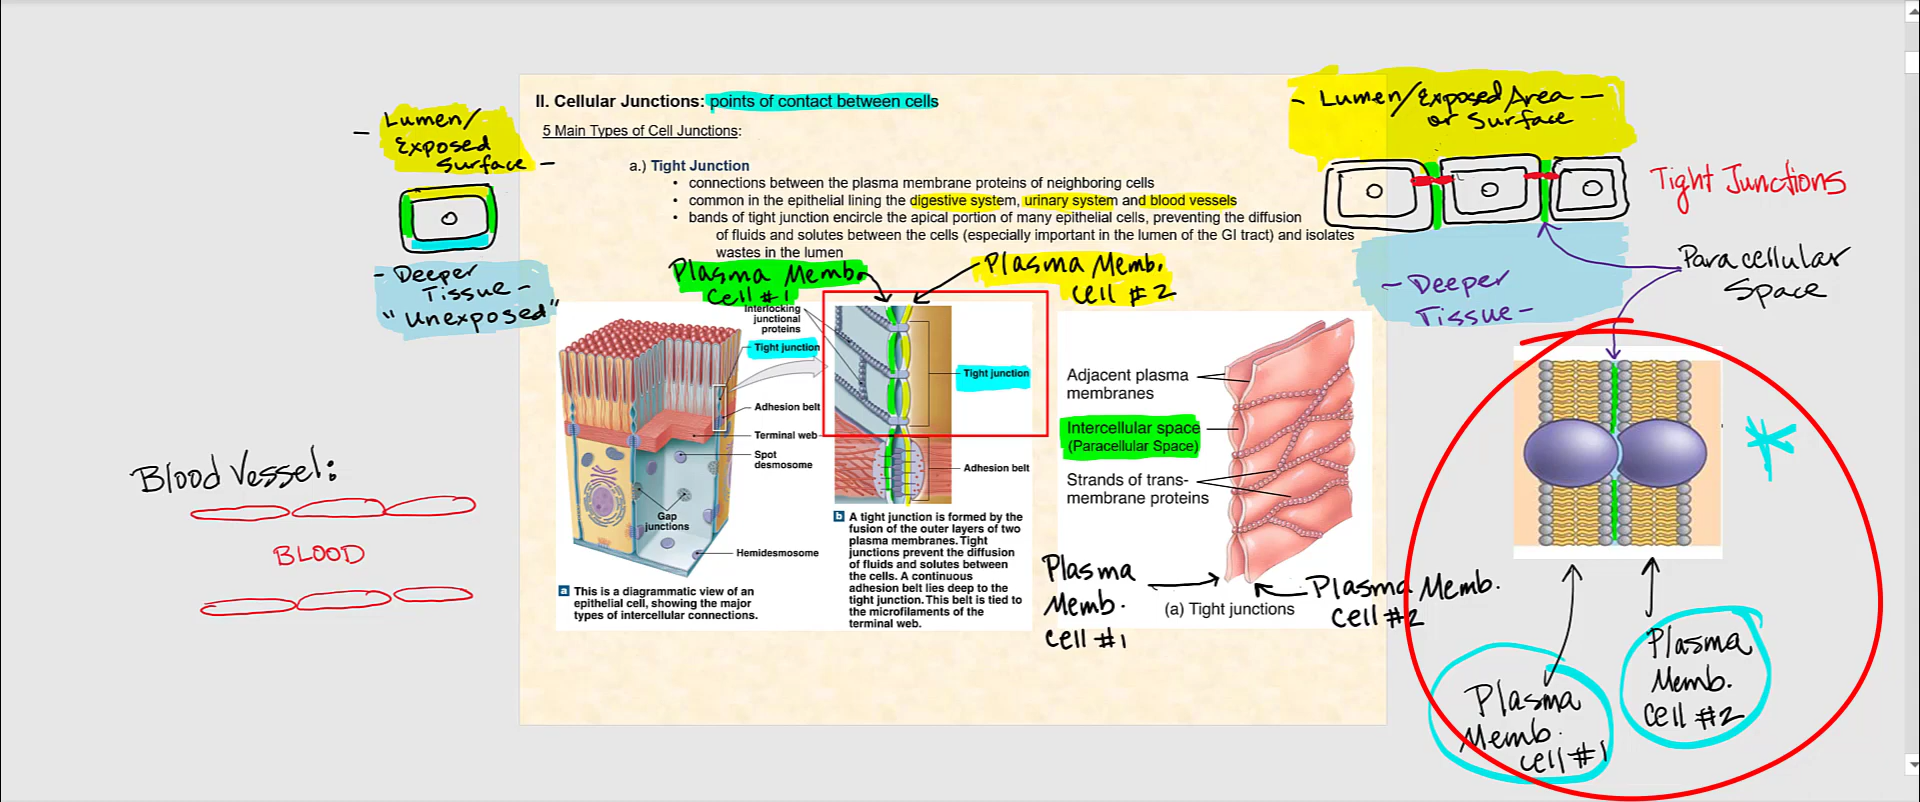 II. Cellular Junctions: points of contact between cells
5 Main Types of Cell Junctions:
a.) Tight Junction
• connections between the plasma membrane proteins of neighboring cells
• common in the epithelial lining the digestive system, urinary system and blood vessels
• bands of tight junction encircle the apical portion of many epithelial cells, preventing the diffusion
of fluids and solutes between the cells (especially important in the lumen of the GI tract) and isolates
wastes in the lumen
- Lumen/
Exposed
Surface -
- Deeper
Tissue -
"Unexposed"
Blood Vessel:
BLOOD
Plasma Memb.
Cell #1
Plasma Memb.
Cell #2
Interlocking
junctional
proteins
Tight junction
Adhesion belt
Terminal web
Spot
desmosome
Gap
junctions
Hemidesmosome
a This is a diagrammatic view of an
epithelial cell, showing the major
types of intercellular connections.
Tight junction
Adhesion belt
b A tight junction is formed by the
fusion of the outer layers of two
plasma membranes. Tight
junctions prevent the diffusion
of fluids and solutes between
the cells. A continuous
adhesion belt lies deep to the
tight junction. This belt is tied to
the microfilaments of the
terminal web.
Adjacent plasma
membranes
Intercellular space
(Paracellular Space)
Strands of trans-
membrane proteins
(a) Tight junctions
Plasma
Memb.
Cell #1
Plasma Memb.
Cell #2
- Lumen/Exposed Area -
or Surface
Tight Junctions
- Deeper
Tissue -
Paracellular
Space
Plasma
Memb.
Cell #1
Plasma
Memb.
Cell #2